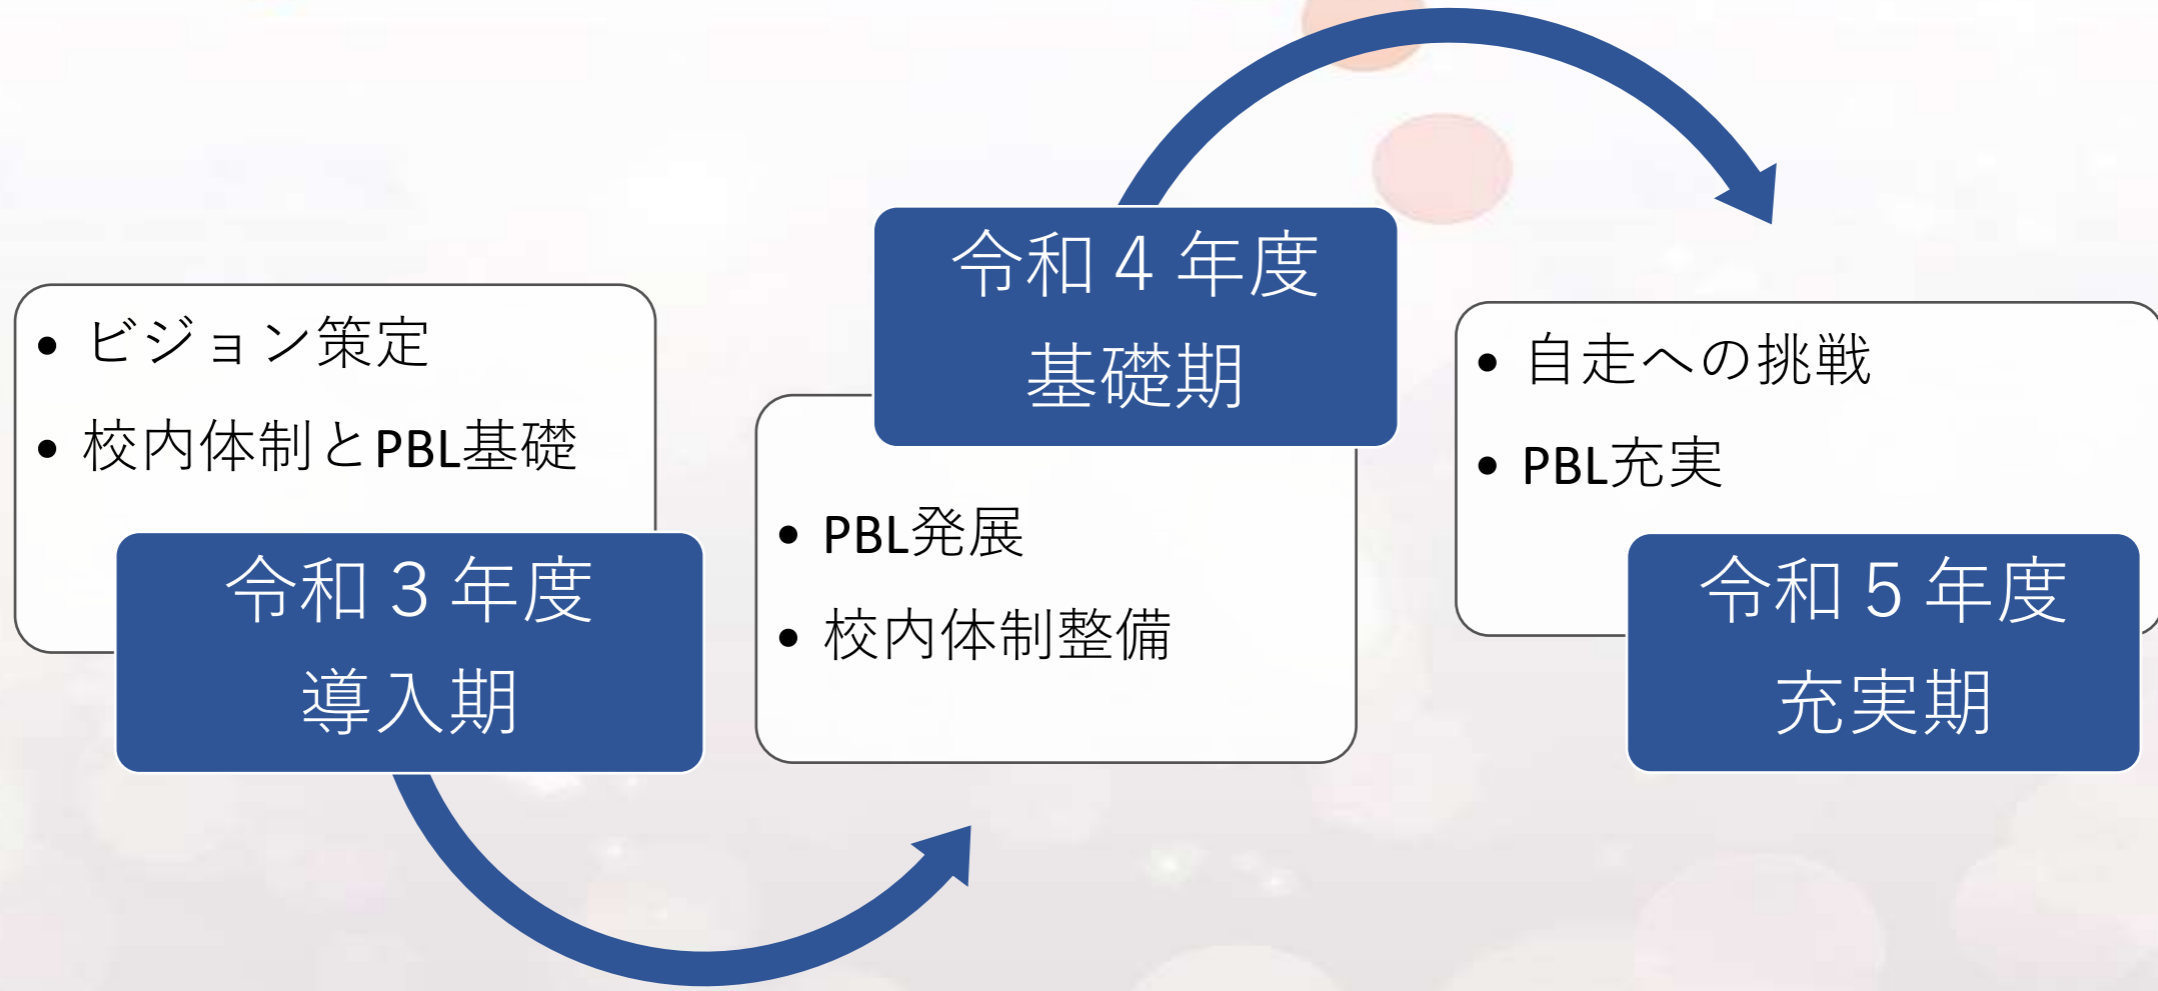 • ビジョン策定
• 校内体制とPBL基礎
令和３年度
導入期
令和４年度
基礎期
• PBL発展
• 校内体制整備
• 自走への挑戦
• PBL充実
令和５年度
充実期